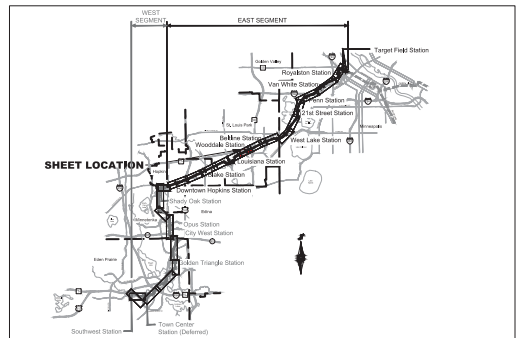 WEST
SEGMENT
EAST SEGMENT
Target Field Station
Golden Valley
Royalston Station
Van White Station
Penn Station
21st Street Station
St. Louis Park
Minneapolis
Beltline Station
Wooddale Station
West Lake Station
Louisiana Station
SHEET LOCATION
Hopkins
Blake Station
Downtown Hopkins Station
Shady Oak Station
Edina
Minnetonka
Opus Station
City West Station
Eden Prairie
Golden Triangle Station
Town Center
Station (Deferred)
Southwest Station